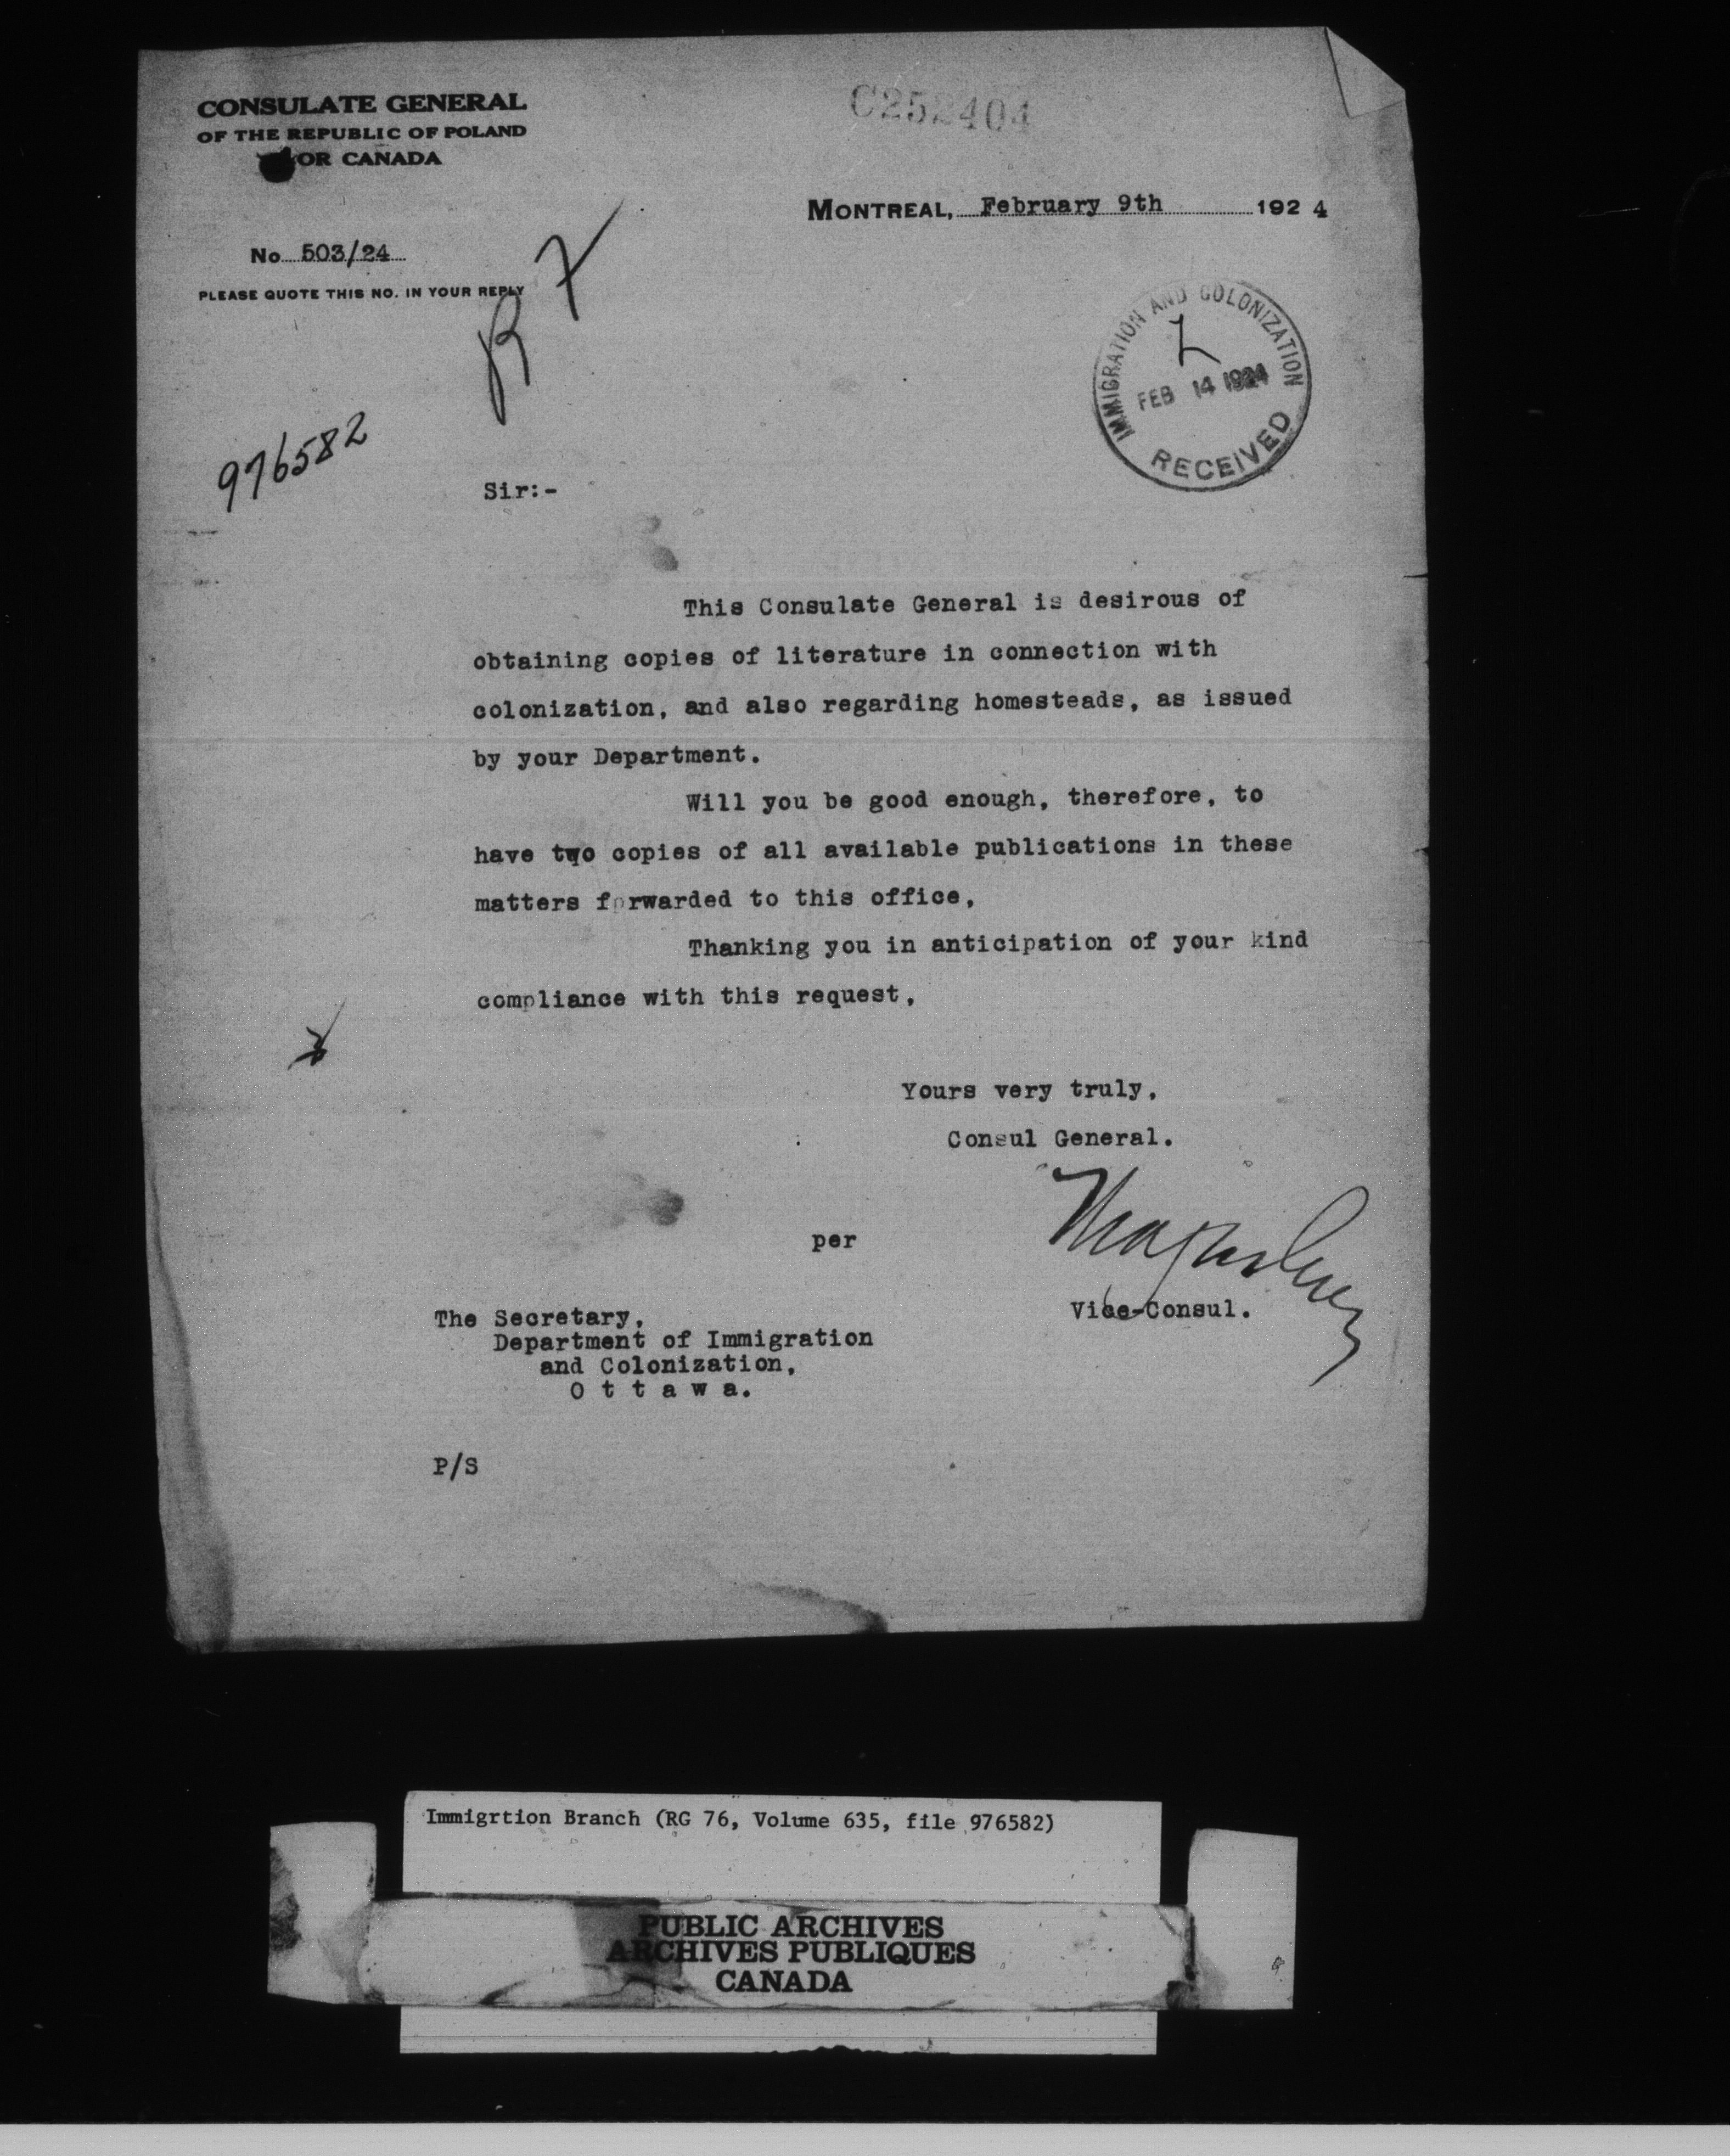 CONSULATE GENERAL
OF THE REPUBLIC OF POLAND
OR CANADA
C252404
MONTREAL, February 9th 1924
No 503/24
PLEASE QUOTE THIS NO. IN YOUR REPLY
IMMIGRATION AND COLONIZATION
FEB 14 1924
RECEIVED
976582
Sir:-
This Consulate General is desirous of
obtaining copies of literature in connection with
colonization, and also regarding homesteads, as issued
by your Department.
Will you be good enough, therefore, to
have two copies of all available publications in these
matters forwarded to this office,
Thanking you in anticipation of your kind
compliance with this request,
Yours very truly,
Consul General.
per
Vice-Consul.
The Secretary,
Department of Immigration
and Colonization,
O t t a w a.
P/S
Immigrtion Branch (RG 76, Volume 635, file 976582)
PUBLIC ARCHIVES
ARCHIVES PUBLIQUES
CANADA